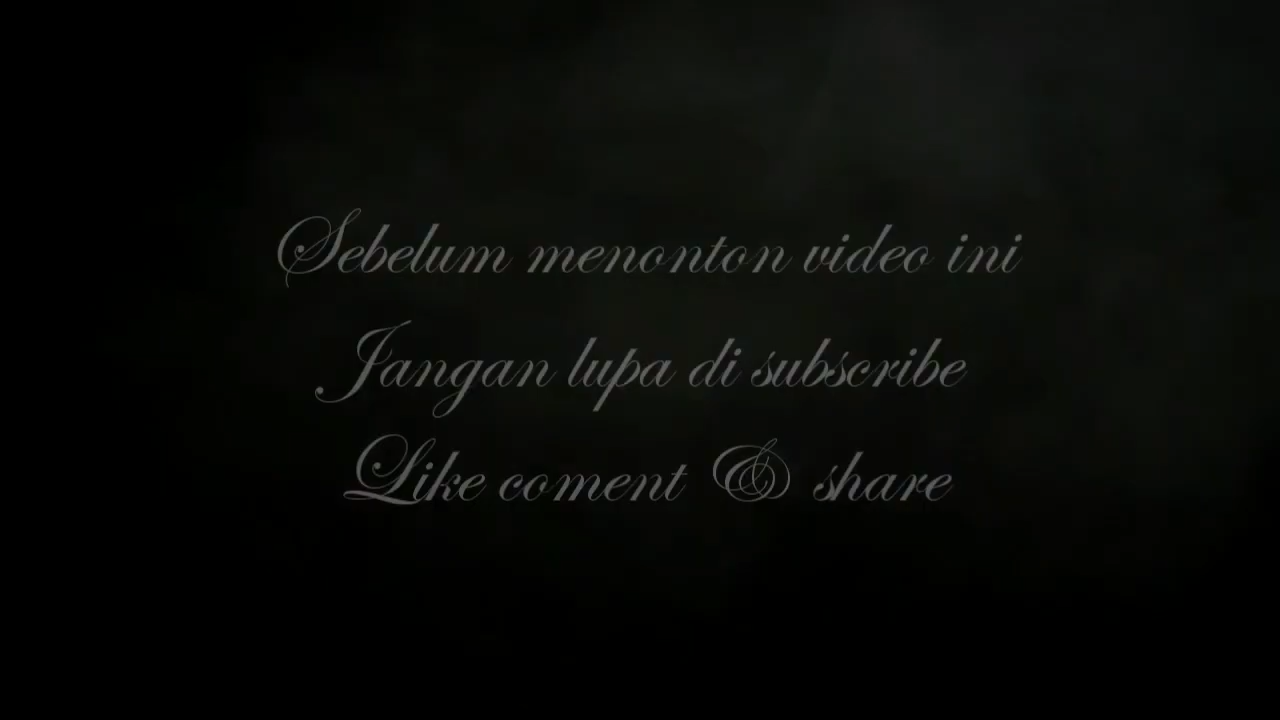 Sebelum menonton video ini
Jangan lupa di subscribe
Like coment & share